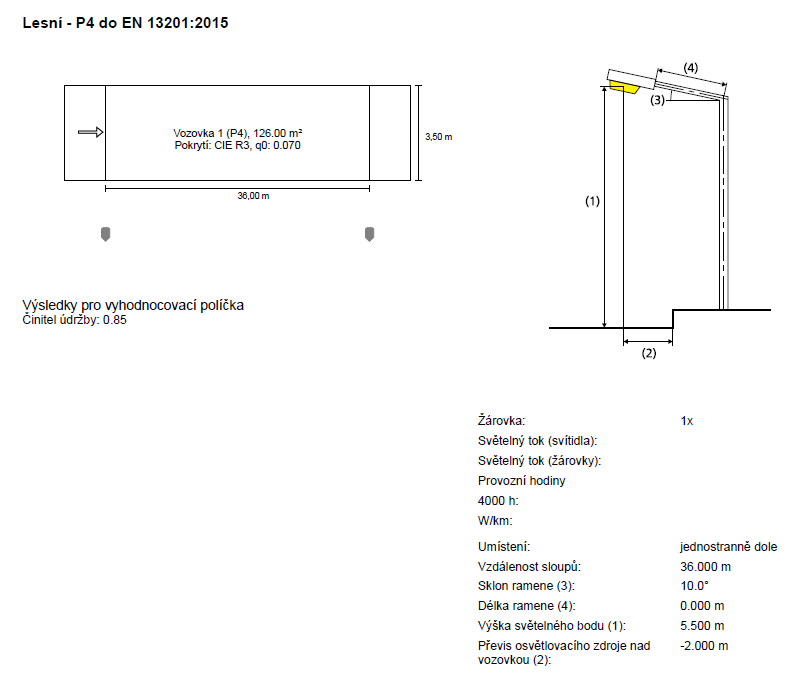 Lesní - P4 do EN 13201:2015
Vozovka 1 (P4), 126.00 m²
Pokrytí: CIE R3, q0: 0.070
3,50 m
36,00 m
(4)
(3)
(1)
(2)
Výsledky pro vyhodnocovací políčka
Činitel údržby: 0.85
Žárovka: 1x
Světelný tok (svítidla):
Světelný tok (žárovky):
Provozní hodiny
4000 h:
W/km:
Umístení: jednostranně dole
Vzdálenost sloupů: 36.000 m
Sklon ramene (3): 10.0°
Délka ramene (4): 0.000 m
Výška světelného bodu (1): 5.500 m
Převis osvětlovacího zdroje nad -2.000 m
vozovkou (2):